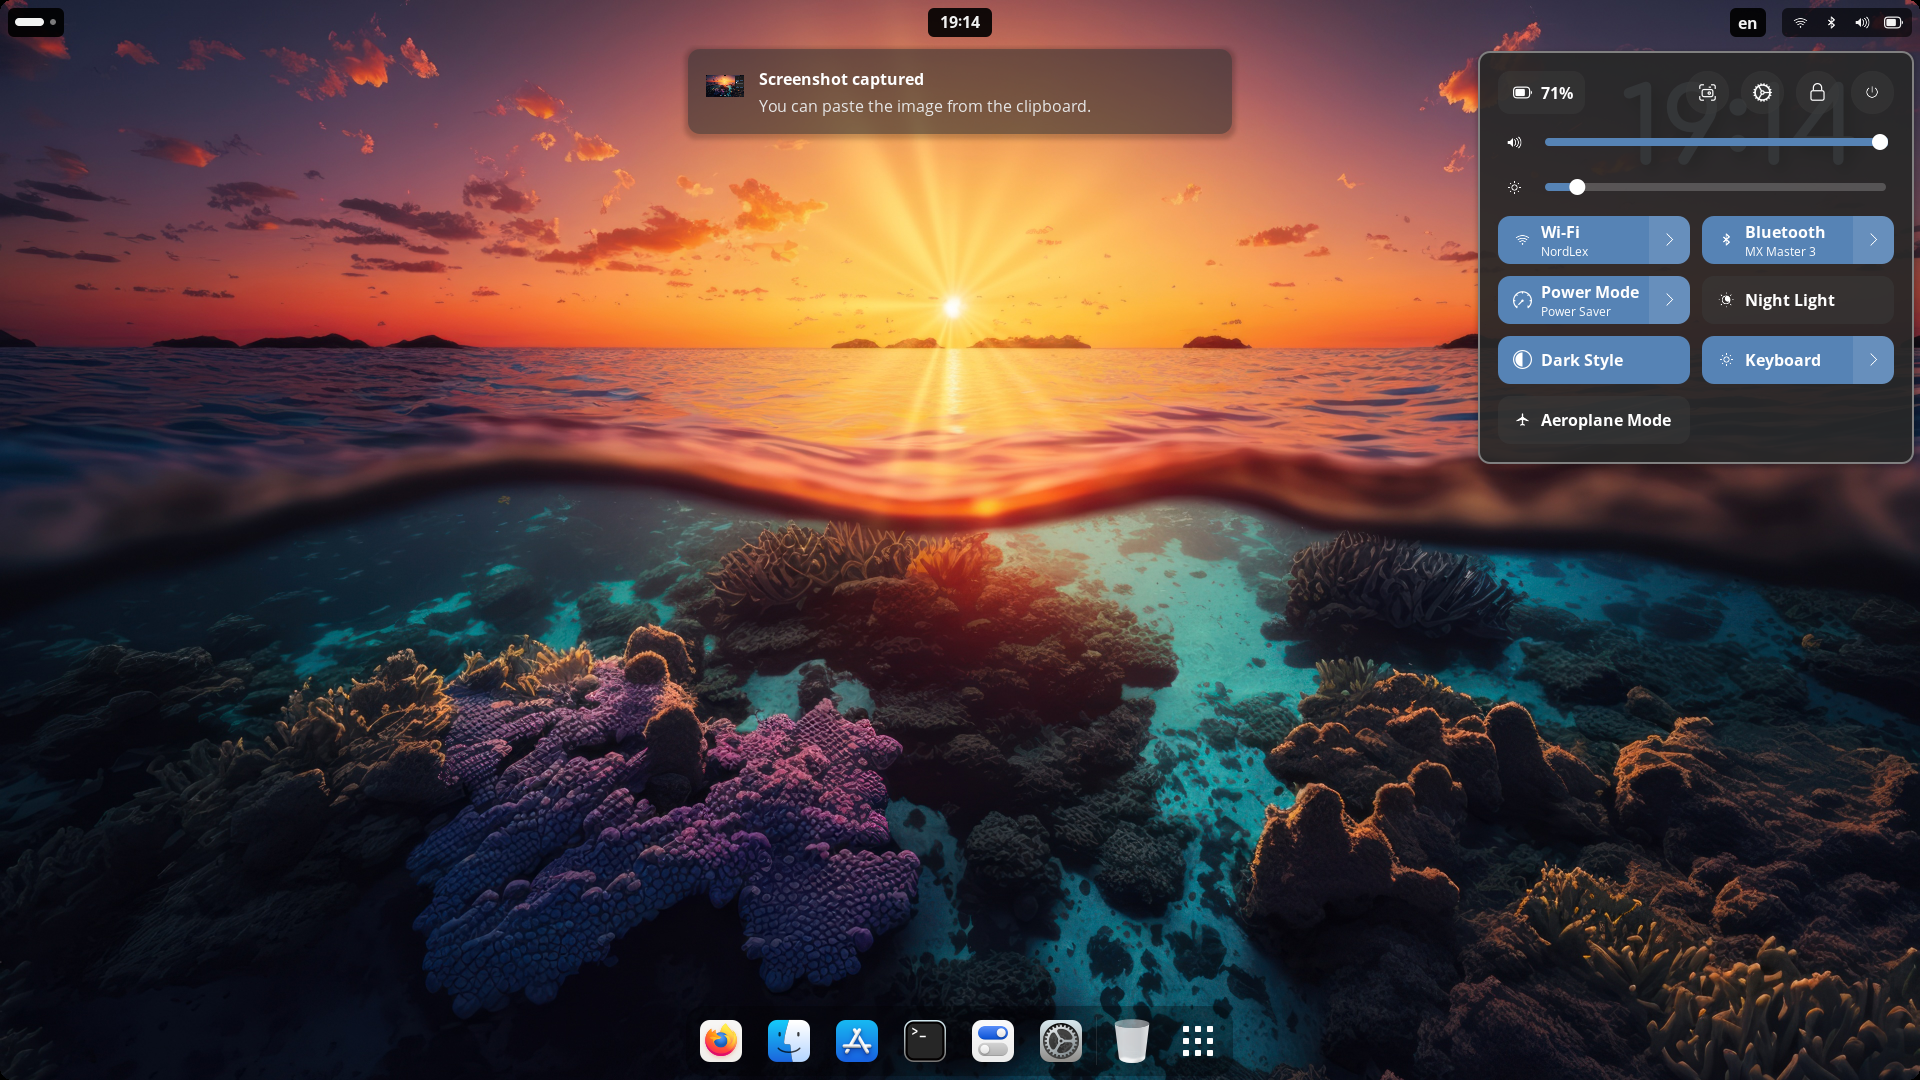 19:14
en
Screenshot captured
You can paste the image from the clipboard.
71%
19:14
Wi-Fi
NordLex
Bluetooth
MX Master 3
Power Mode
Power Saver
Night Light
Dark Style
Keyboard
Aeroplane Mode
>_